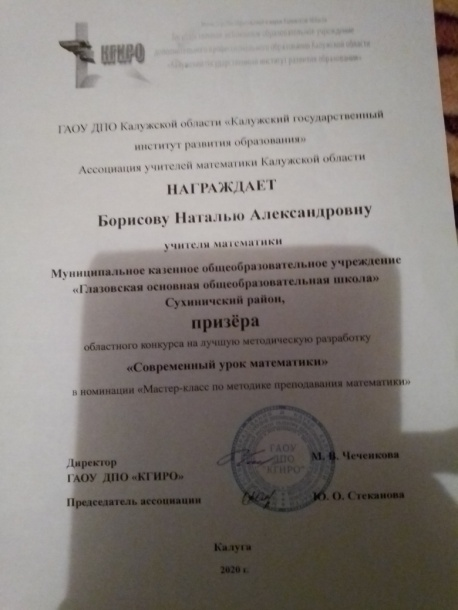 КГИРО
ГАОУ ДПО Калужской области «Калужский государственный
институт развития образования»
Ассоциация учителей математики Калужской области
НАГРАЖДАЕТ
Борисову Наталью Александровну
учителя математики
Муниципальное казенное общеобразовательное учреждение
«Глазовская основная общеобразовательная школа»
Сухиничский район,
призёра
областного конкурса на лучшую методическую разработку
«Современный урок математики»
в номинации «Мастер-класс по методике преподавания математики»
ГАОУ
ДПО
"КГИРО"
Директор М. В. Чеченкова
ГАОУ ДПО «КГИРО»
Председатель ассоциации Ю. О. Стеканова
Калуга
2020 г.